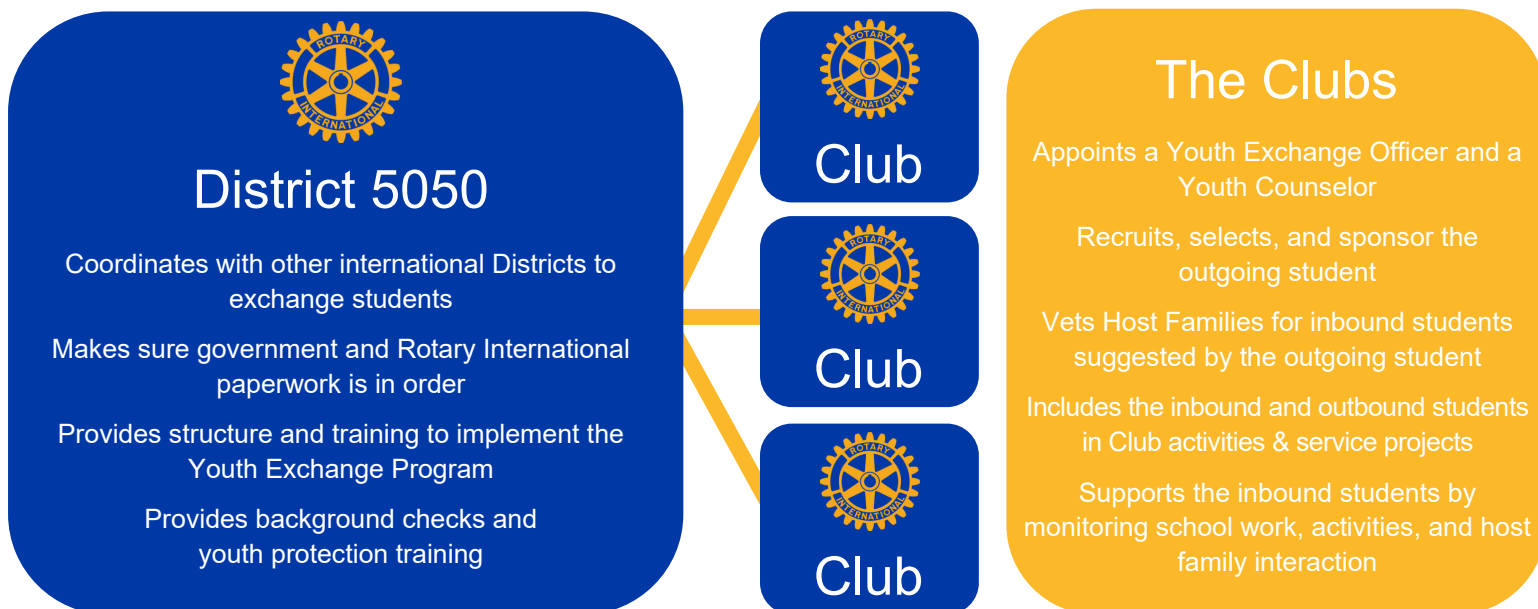 ROTARY
INTERNATIONAL
District 5050
Coordinates with other international Districts to
exchange students
Makes sure government and Rotary International
paperwork is in order
Provides structure and training to implement the
Youth Exchange Program
Provides background checks and
youth protection training
ROTARY
INTERNATIONAL
Club
ROTARY
INTERNATIONAL
Club
ROTARY
INTERNATIONAL
Club
The Clubs
Appoints a Youth Exchange Officer and a
Youth Counselor
Recruits, selects, and sponsor the
outgoing student
Vets Host Families for inbound students
suggested by the outgoing student
Includes the inbound and outbound students
in Club activities & service projects
Supports the inbound students by
monitoring school work, activities, and host
family interaction